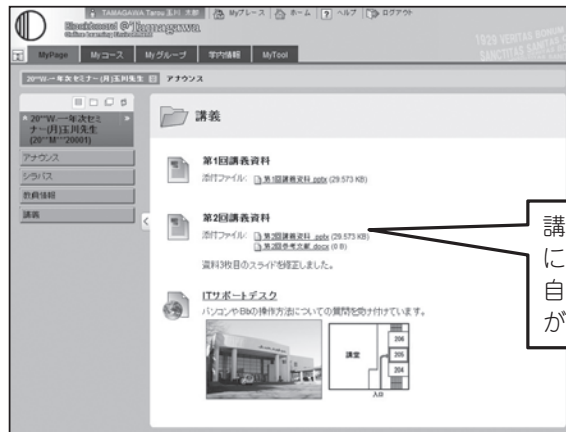 TAMAGAWA Taro 玉川 太郎 Myプレース ホーム ヘルプ ログアウト
Blackboard @Tamagawa
1929 VERITAS BONUM
MyPage Myコース Myグループ 学内情報 MyTool
アナウンス
20**W-一年次セミナー(月)玉川先生
(20**M***20001)
アナウンス
シラバス
教員情報
講義
講義
第1回講義資料
添付ファイル: 第1回講義資料.pptx (29.573 KB)
第2回講義資料
添付ファイル: 第2回講義資料.pptx (29.573 KB)
第2回参考文献.docx (0 B)
資料3枚目のスライドを修正しました。
ITサポートデスク
パソコンやBbの操作方法についての質問を受け付けています。
講堂
206
205
204
入口
講
に
自
が